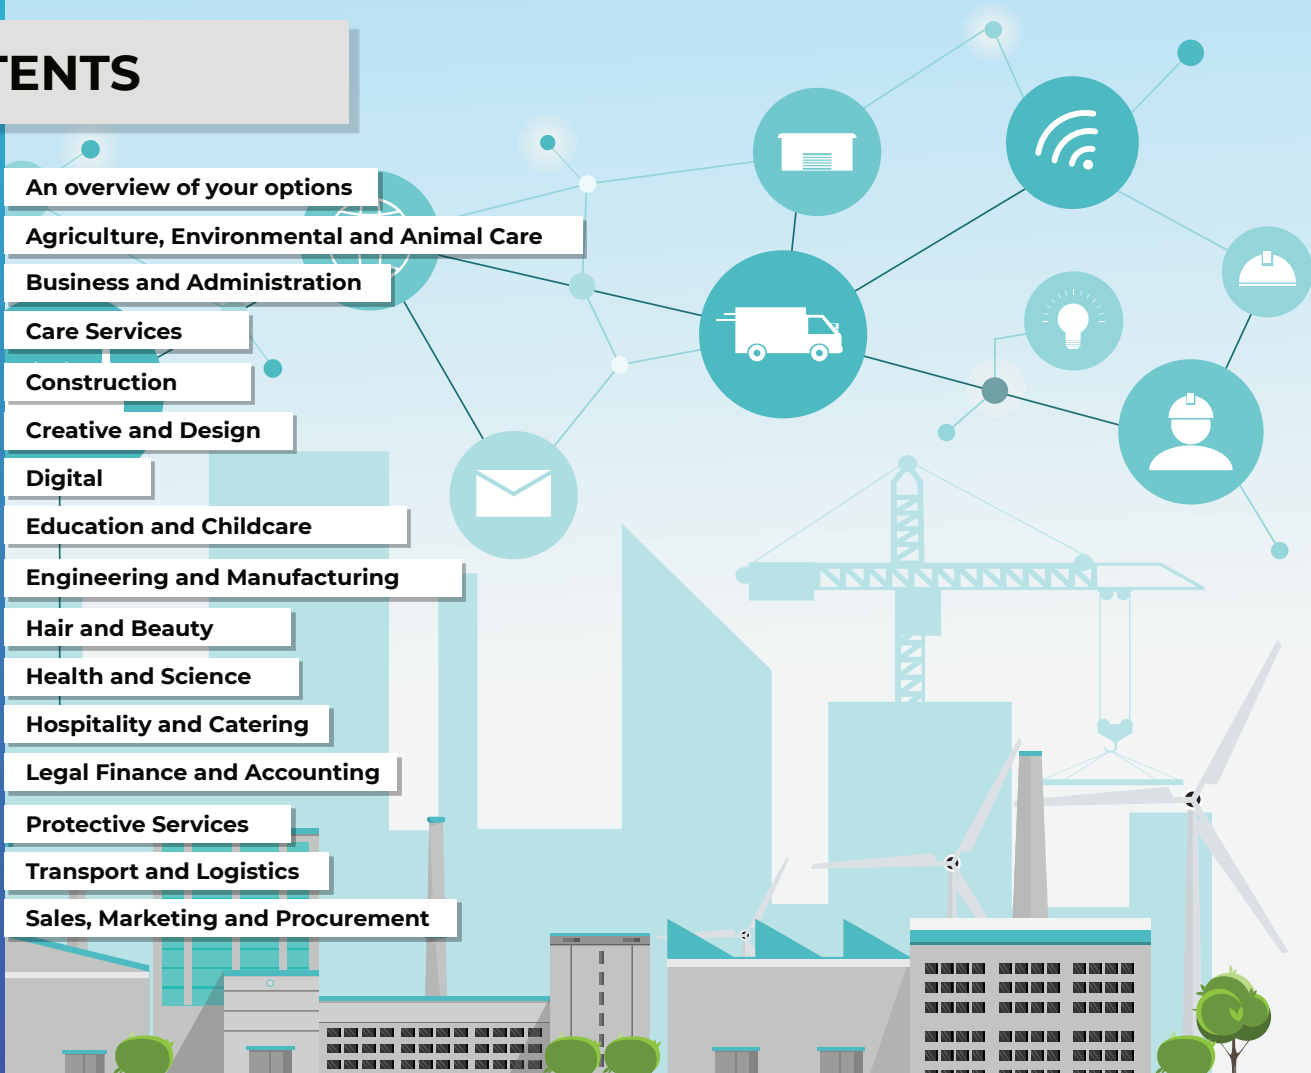 TENTS
An overview of your options
Agriculture, Environmental and Animal Care
Business and Administration
Care Services
Construction
Creative and Design
Digital
Education and Childcare
Engineering and Manufacturing
Hair and Beauty
Health and Science
Hospitality and Catering
Legal Finance and Accounting
Protective Services
Transport and Logistics
Sales, Marketing and Procurement